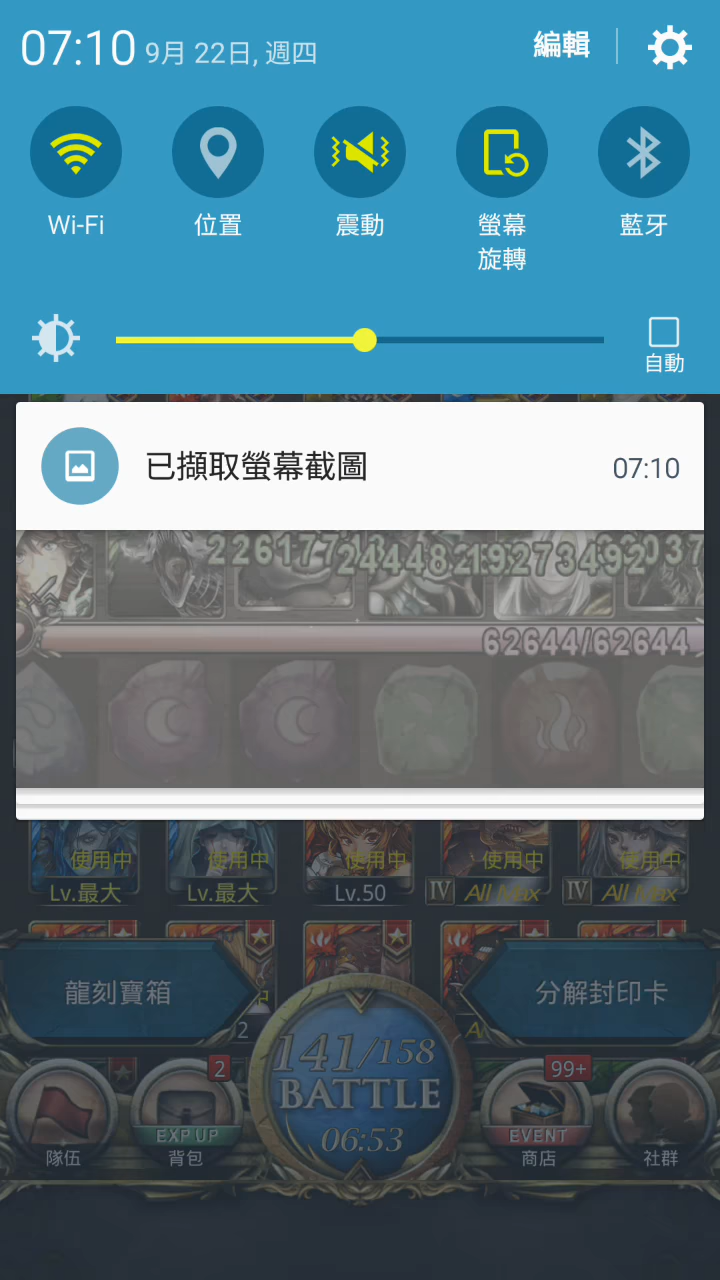 07:10 9月 22日, 週四 編輯
Wi-Fi 位置 震動 螢幕 藍牙
旋轉
自動
已擷取螢幕截圖 07:10
62644/62644
使用中 使用中 使用中 使用中 使用中
Lv.最大 Lv.最大 Lv.50 IV All Max IV All Max
龍刻寶箱 分解封印卡
2
141/158
BATTLE
06:53
2 99+
EXP UP EVENT
隊伍 背包 商店 社群